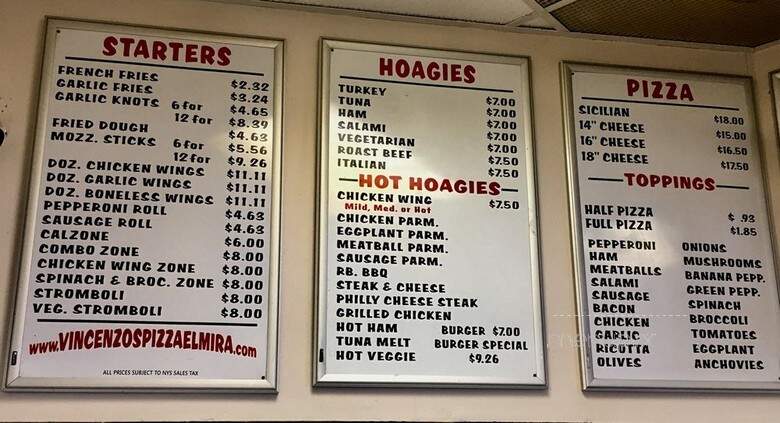 STARTERS
FRENCH FRIES $2.32
GARLIC FRIES $3.24
GARLIC KNOTS 6 for $4.65
12 for $8.39
FRIED DOUGH $4.63
MOZZ. STICKS 6 for $5.56
12 for $9.26
DOZ. CHICKEN WINGS $11.11
DOZ. GARLIC WINGS $11.11
DOZ. BONELESS WINGS $11.11
PEPPERONI ROLL $4.63
SAUSAGE ROLL $4.63
CALZONE $6.00
COMBO ZONE $8.00
CHICKEN WING ZONE $8.00
SPINACH & BROC. ZONE $8.00
STROMBOLI $8.00
VEG. STROMBOLI $8.00
www.VINCENZOSPIZZAELMIRA.com
ALL PRICES SUBJECT TO NYS SALES TAX
HOAGIES
TURKEY $7.00
TUNA $7.00
HAM $7.00
SALAMI $7.00
VEGETARIAN $7.00
ROAST BEEF $7.50
ITALIAN $7.50
HOT HOAGIES
CHICKEN WING $7.50
Mild, Med. or Hot
CHICKEN PARM.
EGGPLANT PARM.
MEATBALL PARM.
SAUSAGE PARM.
RB. BBQ
STEAK & CHEESE
PHILLY CHEESE STEAK
GRILLED CHICKEN
HOT HAM BURGER $7.00
TUNA MELT BURGER SPECIAL
HOT VEGGIE $9.26
PIZZA
SICILIAN $18.00
14" CHEESE $15.00
16" CHEESE $16.50
18" CHEESE $17.50
TOPPINGS
HALF PIZZA $ .93
FULL PIZZA $1.85
PEPPERONI ONIONS
HAM MUSHROOMS
MEATBALLS BANANA PEPP.
SALAMI GREEN PEPP.
SAUSAGE SPINACH
BACON BROCCOLI
CHICKEN TOMATOES
GARLIC EGGPLANT
RICOTTA ANCHOVIES
OLIVES